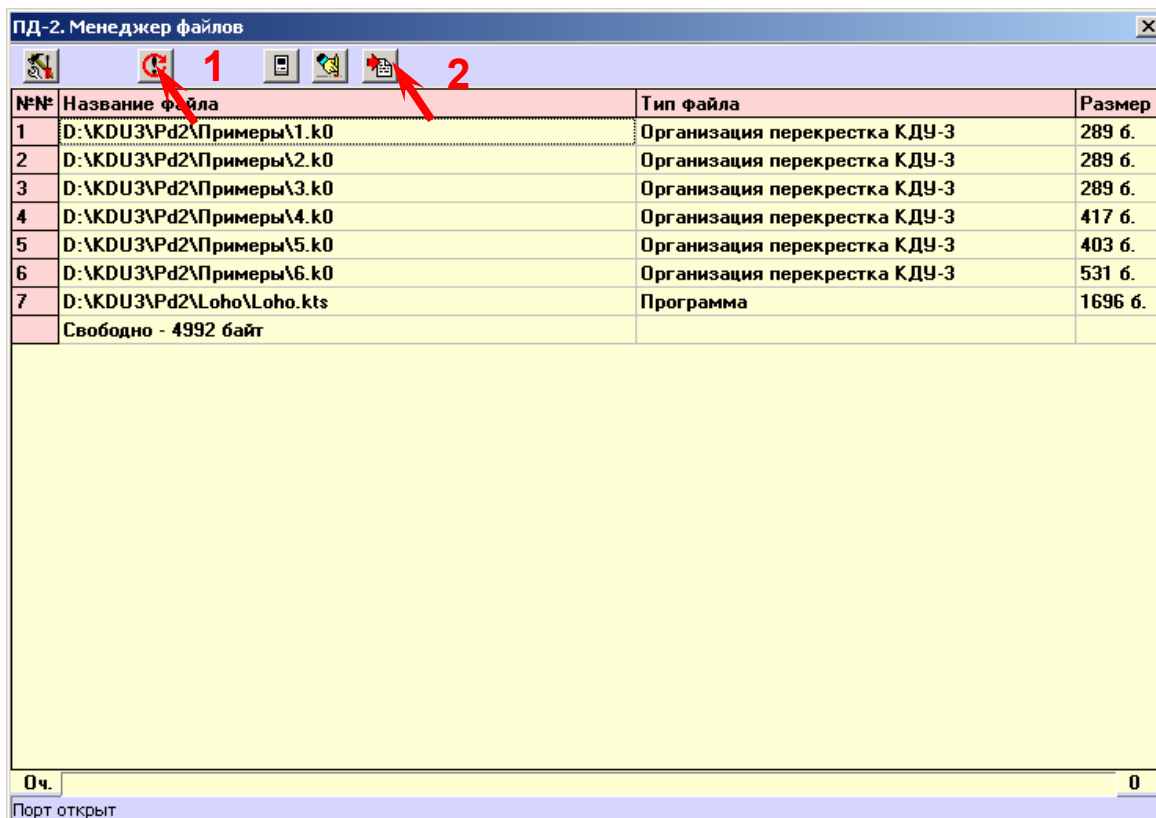 ПД-2. Менеджер файлов
1 2
№№ Название файла Тип файла Размер
1 D:\KDU3\Pd2\Примеры\1.k0 Организация перекрестка КДУ-3 289 б.
2 D:\KDU3\Pd2\Примеры\2.k0 Организация перекрестка КДУ-3 289 б.
3 D:\KDU3\Pd2\Примеры\3.k0 Организация перекрестка КДУ-3 289 б.
4 D:\KDU3\Pd2\Примеры\4.k0 Организация перекрестка КДУ-3 417 б.
5 D:\KDU3\Pd2\Примеры\5.k0 Организация перекрестка КДУ-3 403 б.
6 D:\KDU3\Pd2\Примеры\6.k0 Организация перекрестка КДУ-3 531 б.
7 D:\KDU3\Pd2\Loho\Loho.kts Программа 1696 б.
Свободно - 4992 байт
Оч. 0
Порт открыт